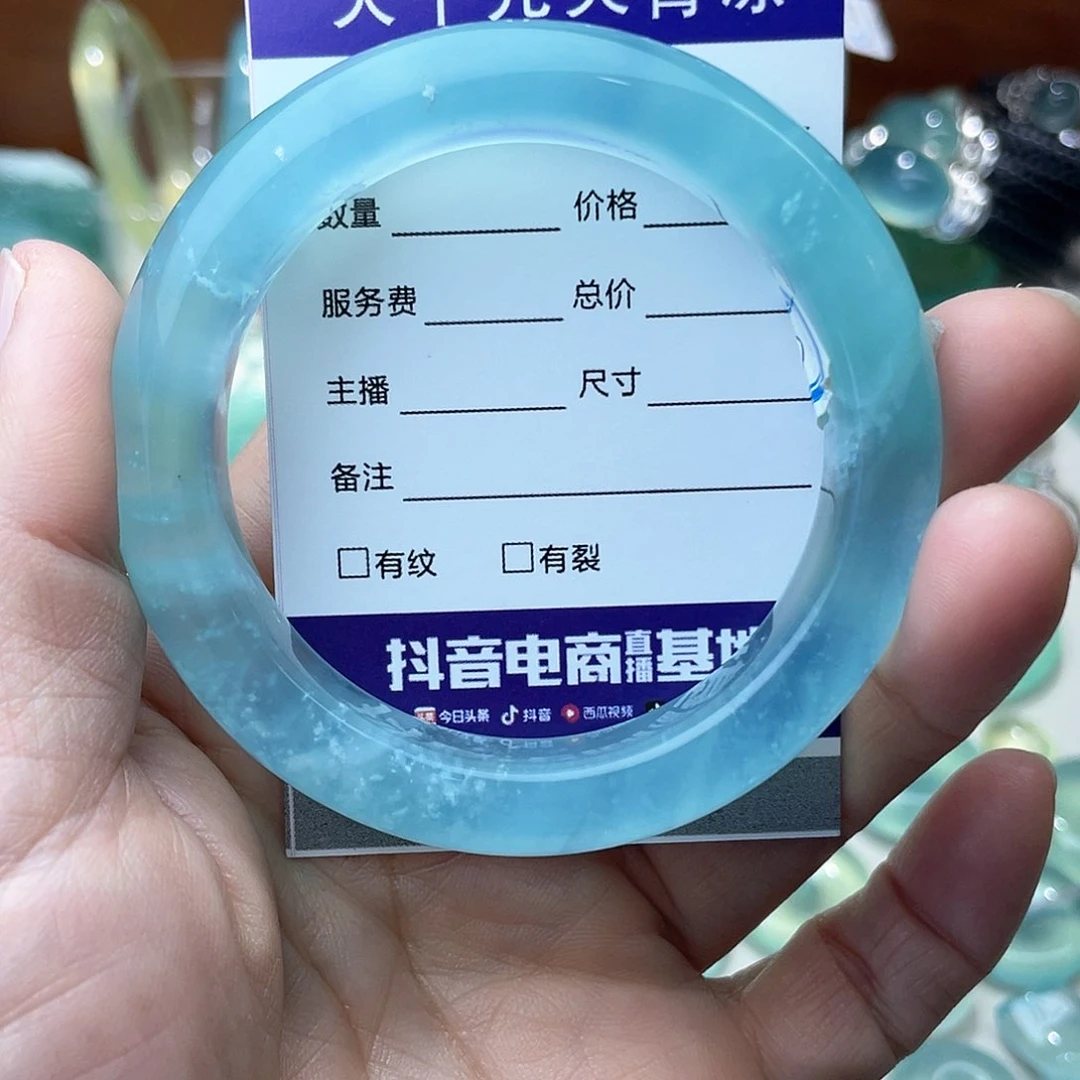 数量 价格
服务费 总价
主播 尺寸
备注
有纹 有裂
抖音电商直播基地
今日头条 抖音 西瓜视频